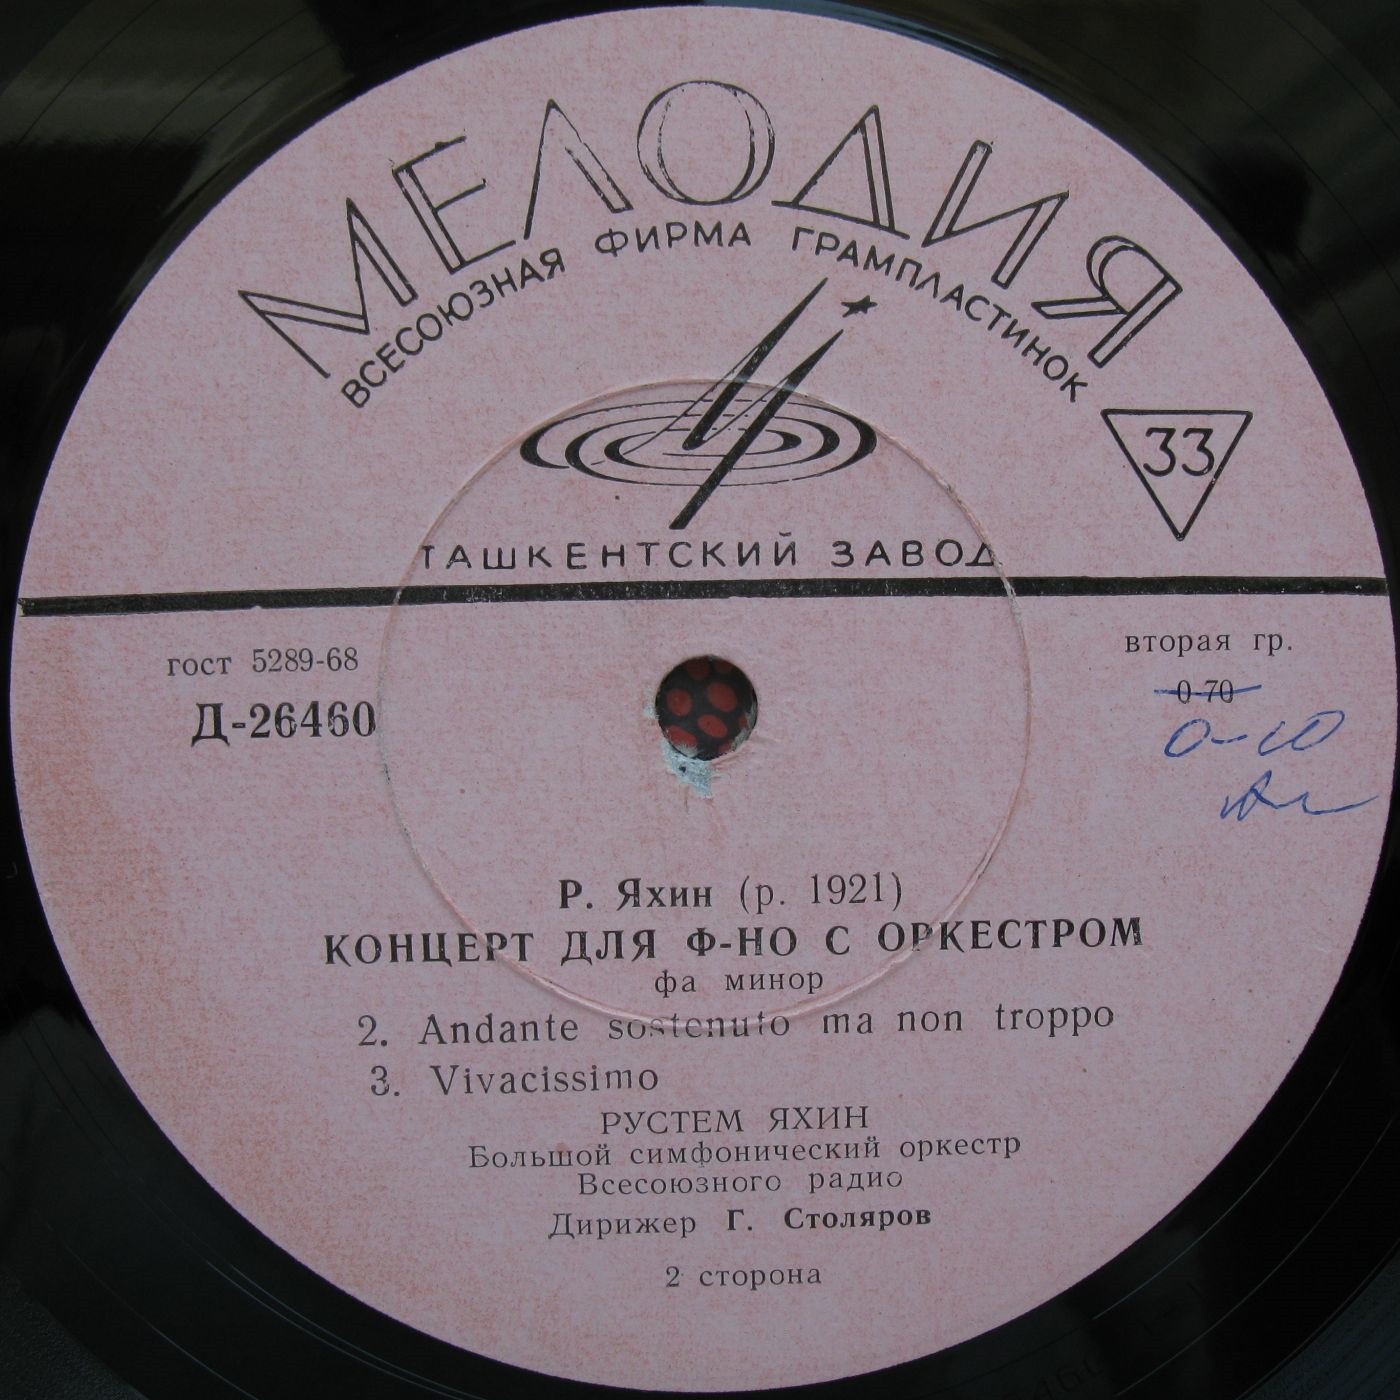 МЕЛОДИЯ
ВСЕСОЮЗНАЯ ФИРМА ГРАМПЛАСТИНОК
33
ТАШКЕНТСКИЙ ЗАВОД
гост 5289-68
Д-26460
вторая гр.
0-70
0-10
Р. Яхин (р. 1921)
КОНЦЕРТ ДЛЯ Ф-НО С ОРКЕСТРОМ
фа минор
2. Andante sostenuto ma non troppo
3. Vivacissimo
РУСТЕМ ЯХИН
Большой симфонический оркестр
Всесоюзного радио
Дирижер Г. Столяров
2 сторона